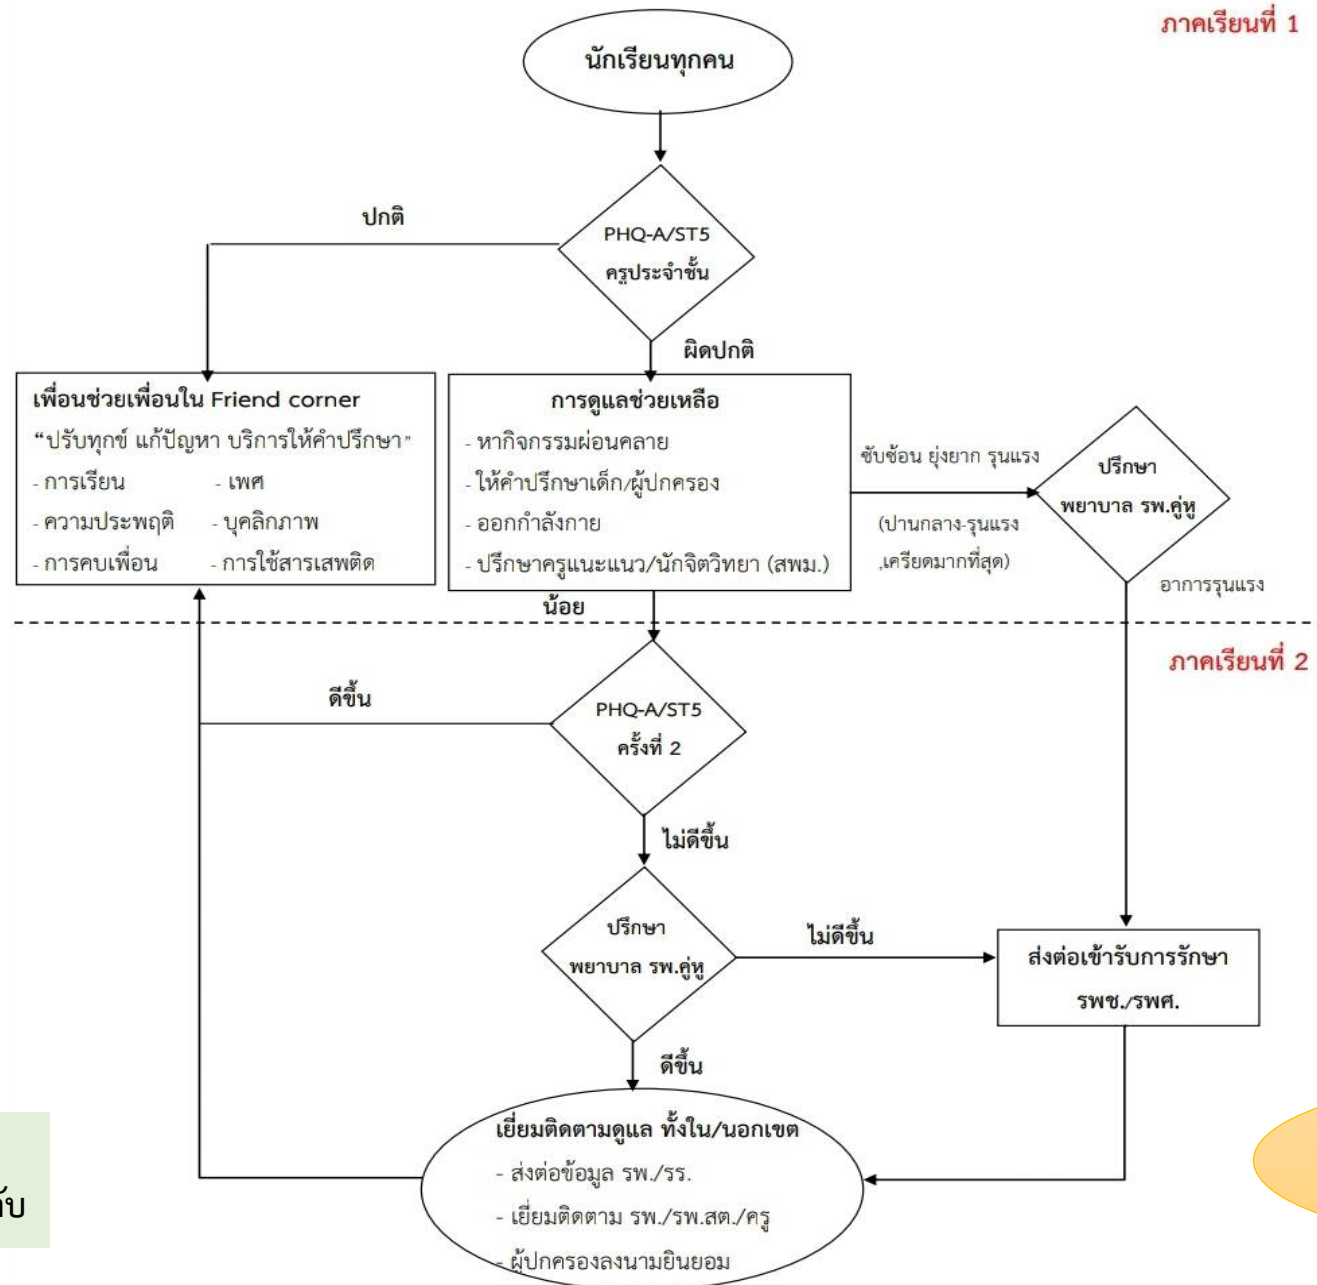 ภาคเรียนที่ 1
นักเรียนทุกคน
ปกติ
PHQ-A/ST5
ครูประจำชั้น
ผิดปกติ
เพื่อนช่วยเพื่อนใน Friend corner
“ปรับทุกข์ แก้ปัญหา บริการให้คำปรึกษา"
- การเรียน - เพศ
- ความประพฤติ - บุคลิกภาพ
- การคบเพื่อน - การใช้สารเสพติด
การดูแลช่วยเหลือ
- หากิจกรรมผ่อนคลาย
- ให้คำปรึกษาเด็ก/ผู้ปกครอง
- ออกกำลังกาย
- ปรึกษาครูแนะแนว/นักจิตวิทยา (สพม.)
ซับซ้อน ยุ่งยาก รุนแรง
(ปานกลาง-รุนแรง
,เครียดมากที่สุด)
ปรึกษา
พยาบาล รพ.คู่หู
อาการรุนแรง
น้อย
ภาคเรียนที่ 2
ดีขึ้น
PHQ-A/ST5
ครั้งที่ 2
ไม่ดีขึ้น
ปรึกษา
พยาบาล รพ.คู่หู
ไม่ดีขึ้น
ส่งต่อเข้ารับการรักษา
รพช./รพศ.
ดีขึ้น
เยี่ยมติดตามดูแล ทั้งใน/นอกเขต
- ส่งต่อข้อมูล รพ./รร.
- เยี่ยมติดตาม รพ./รพ.สต./ครู
- ผู้ปกครองลงนามยินยอม